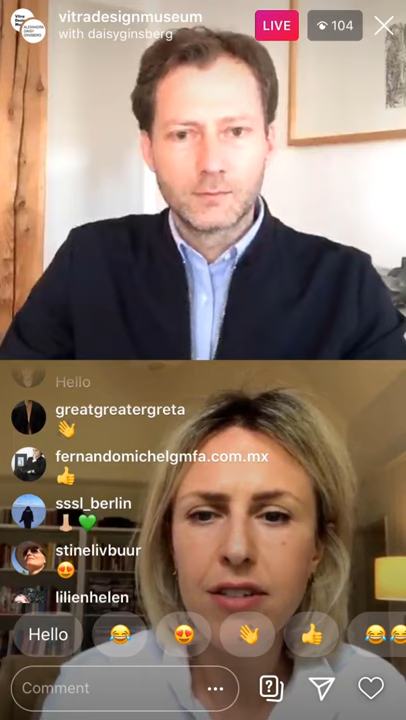 vitradesignmuseum
with daisyginsberg
LIVE
104
Hello
greatgreatergreta
fernandomichelgmfa.com.mx
sssl_berlin
stinelivbuur
lilienhelen
Hello
Comment